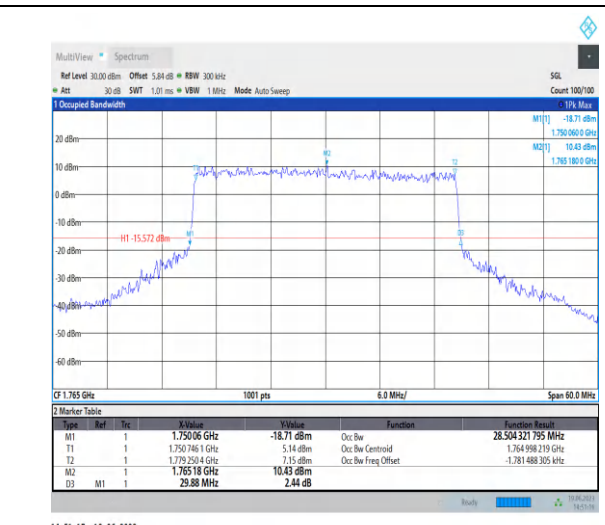 MultiView Spectrum
Ref Level 30.00 dBm Offset 5.84 dB RBW 300 kHz SGL
Att 30 dB SWT 1.01 ms VBW 1 MHz Mode Auto Sweep Count 100/100
1 Occupied Bandwidth 1Pk Max
M1[1] -18.71 dBm
1.750 060 0 GHz
M2[1] 10.43 dBm
1.765 180 0 GHz
20 dBm
M2
T1
T2
10 dBm
0 dBm
-10 dBm
H1 -15.572 dBm
M1
D3
-20 dBm
-30 dBm
-40 dBm
-50 dBm
-60 dBm
CF 1.765 GHz 1001 pts 6.0 MHz/ Span 60.0 MHz
2 Marker Table
Type Ref Trc X-Value Y-Value Function Function Result
M1 1 1.75006 GHz -18.71 dBm Occ Bw 28.504 321 795 MHz
T1 1 1.750 746 1 GHz 5.14 dBm Occ Bw Centroid 1.764 998 219 GHz
T2 1 1.779 250 4 GHz 7.15 dBm Occ Bw Freq Offset -1.781 488 305 kHz
M2 1 1.76518 GHz 10.43 dBm
D3 M1 1 29.88 MHz 2.44 dB
Ready